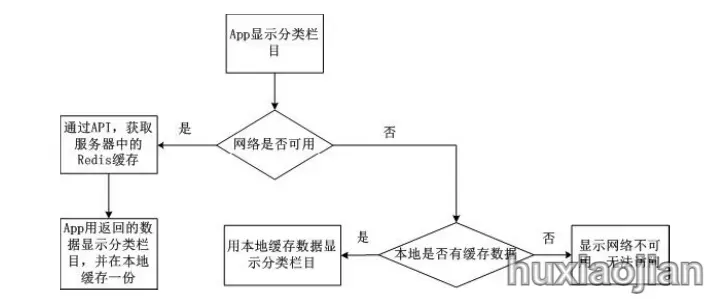 App显示分类栏
目
通过API，获取
服务器中的
Redis缓存
是
网络是否可用
否
App用返回的数
据显示分类栏
目，并在本地
缓存一份
用本地缓存数据显
示分类栏目
是
本地是否有缓存数据
否
显示网络不可
无法
huxiaojian